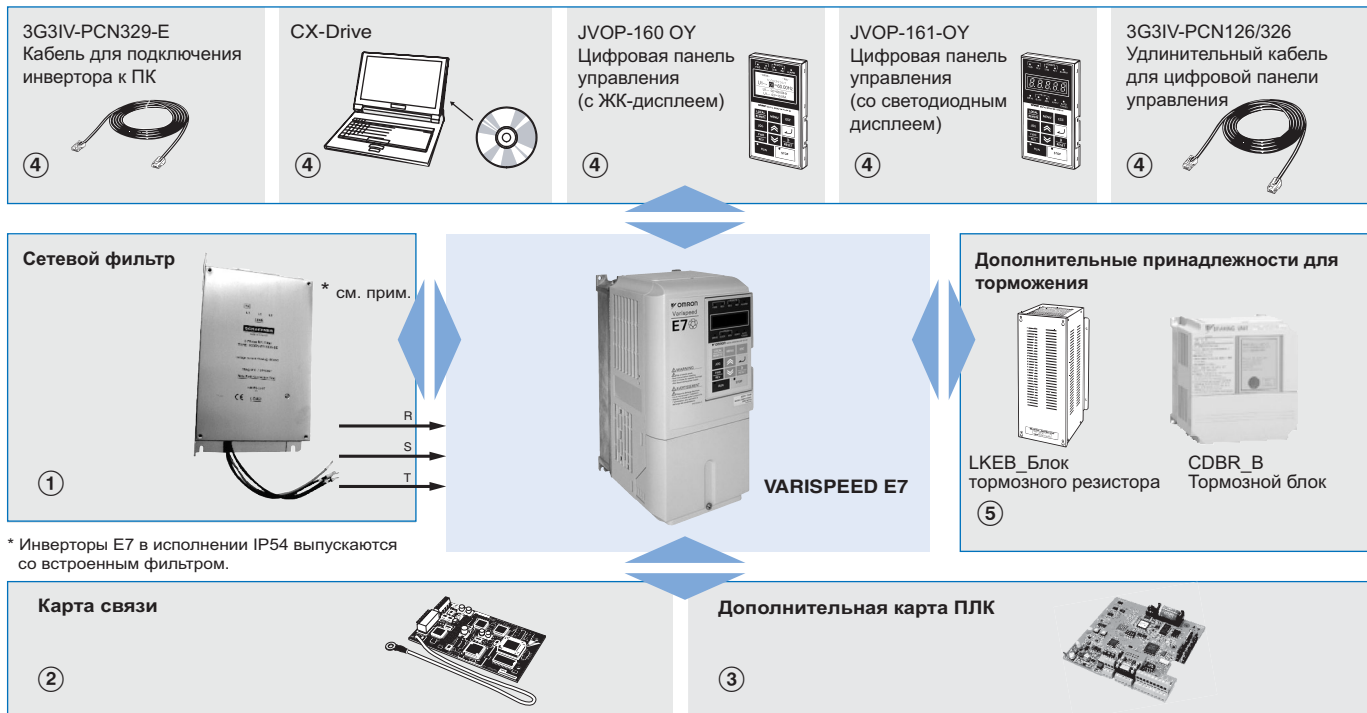 3G3IV-PCN329-E
Кабель для подключения
инвертора к ПК
④
CX-Drive
④
JVOP-160 OY
Цифровая панель
управления
(с ЖК-дисплеем)
④
JVOP-161-OY
Цифровая панель
управления
(со светодиодным
дисплеем)
④
3G3IV-PCN126/326
Удлинительный кабель
для цифровой панели
управления
④
Сетевой фильтр
* см. прим.
①
R
S
T
OMRON
Varispeed
E7
VARISPEED E7
Дополнительные принадлежности для
торможения
LKEB_Блок
тормозного резистора
CDBR_B
Тормозной блок
⑤
* Инверторы E7 в исполнении IP54 выпускаются
со встроенным фильтром.
Карта связи
②
Дополнительная карта ПЛК
③